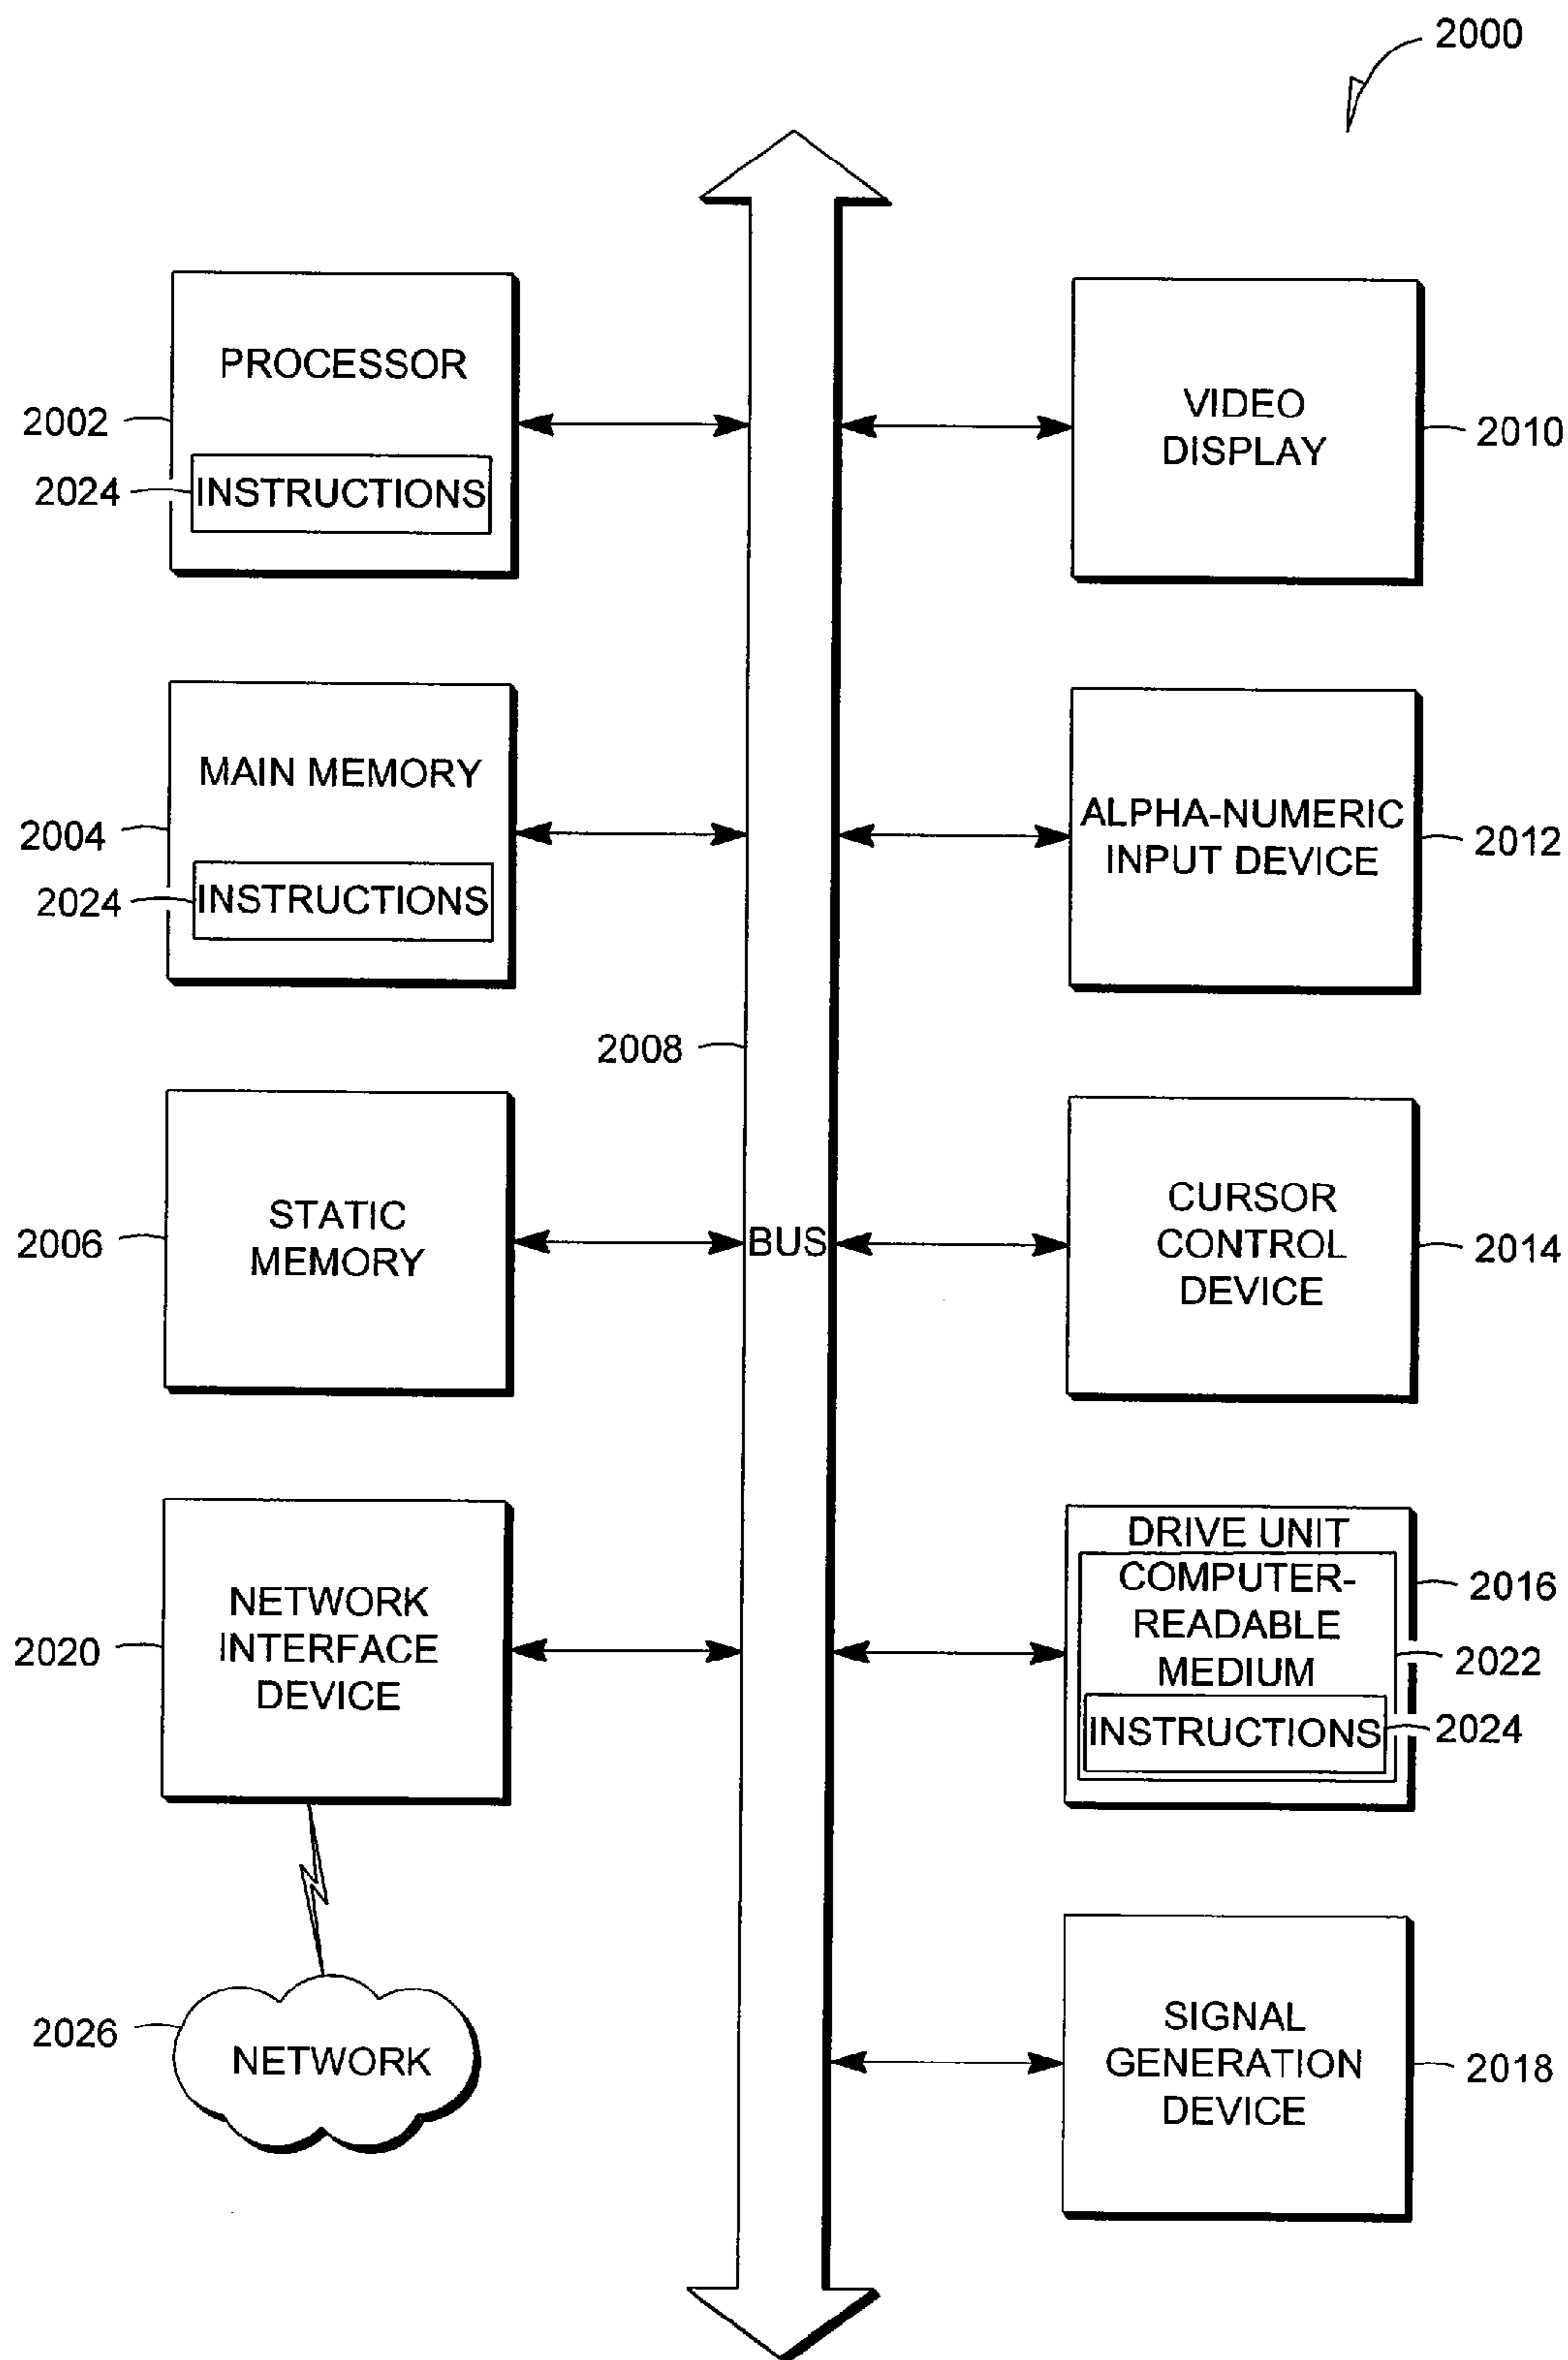 2000
PROCESSOR
2002
2024
INSTRUCTIONS
VIDEO
DISPLAY
2010
MAIN MEMORY
2004
2024
INSTRUCTIONS
ALPHA-NUMERIC
INPUT DEVICE
2012
2008
STATIC
MEMORY
2006
BUS
CURSOR
CONTROL
DEVICE
2014
NETWORK
INTERFACE
DEVICE
2020
DRIVE UNIT
COMPUTER-
READABLE
MEDIUM
2016
2022
INSTRUCTIONS
2024
2026
NETWORK
SIGNAL
GENERATION
DEVICE
2018